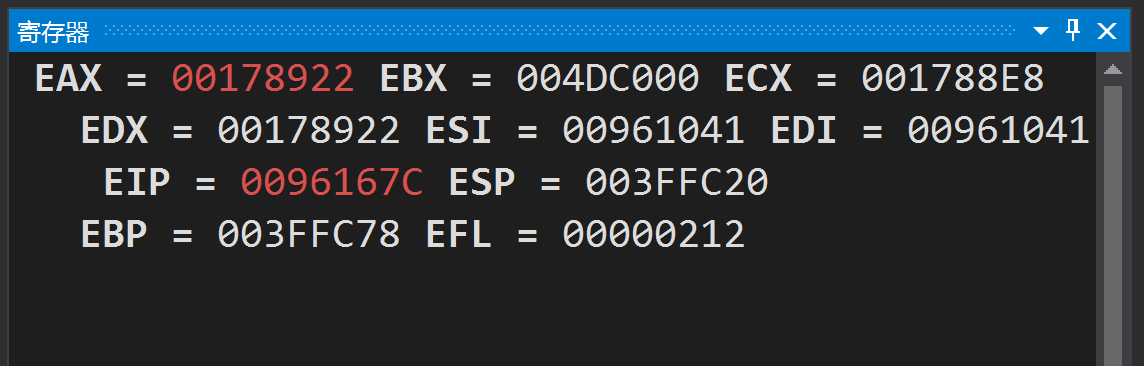 寄存器
EAX = 00178922 EBX = 004DC000 ECX = 001788E8
EDX = 00178922 ESI = 00961041 EDI = 00961041
EIP = 0096167C ESP = 003FFC20
EBP = 003FFC78 EFL = 00000212